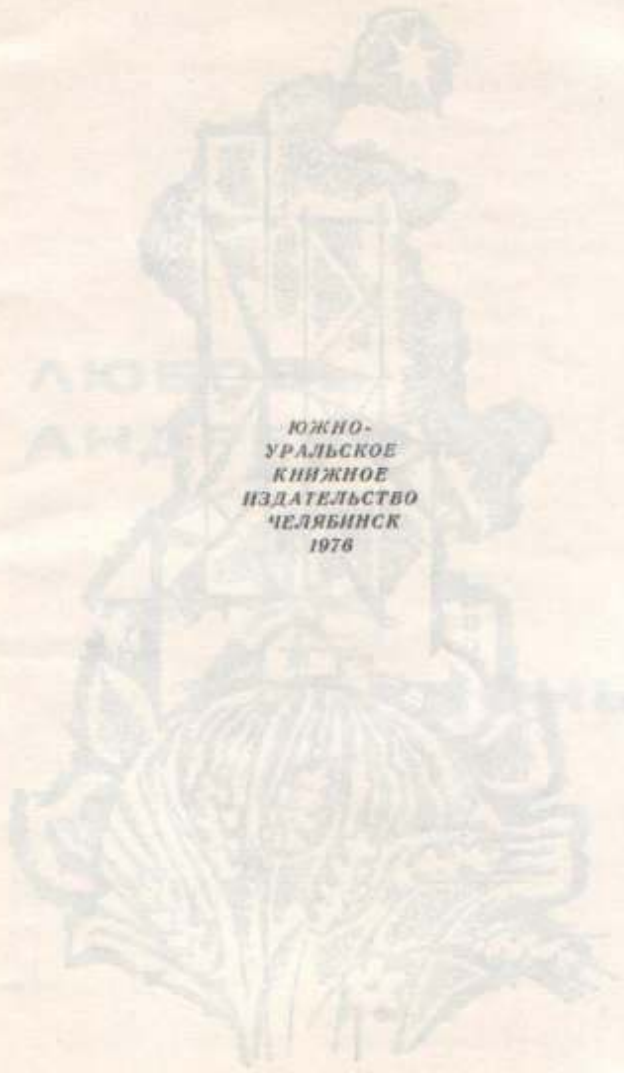 ЮЖНО-
УРАЛЬСКОЕ
КНИЖНОЕ
ИЗДАТЕЛЬСТВО
ЧЕЛЯБИНСК
1976